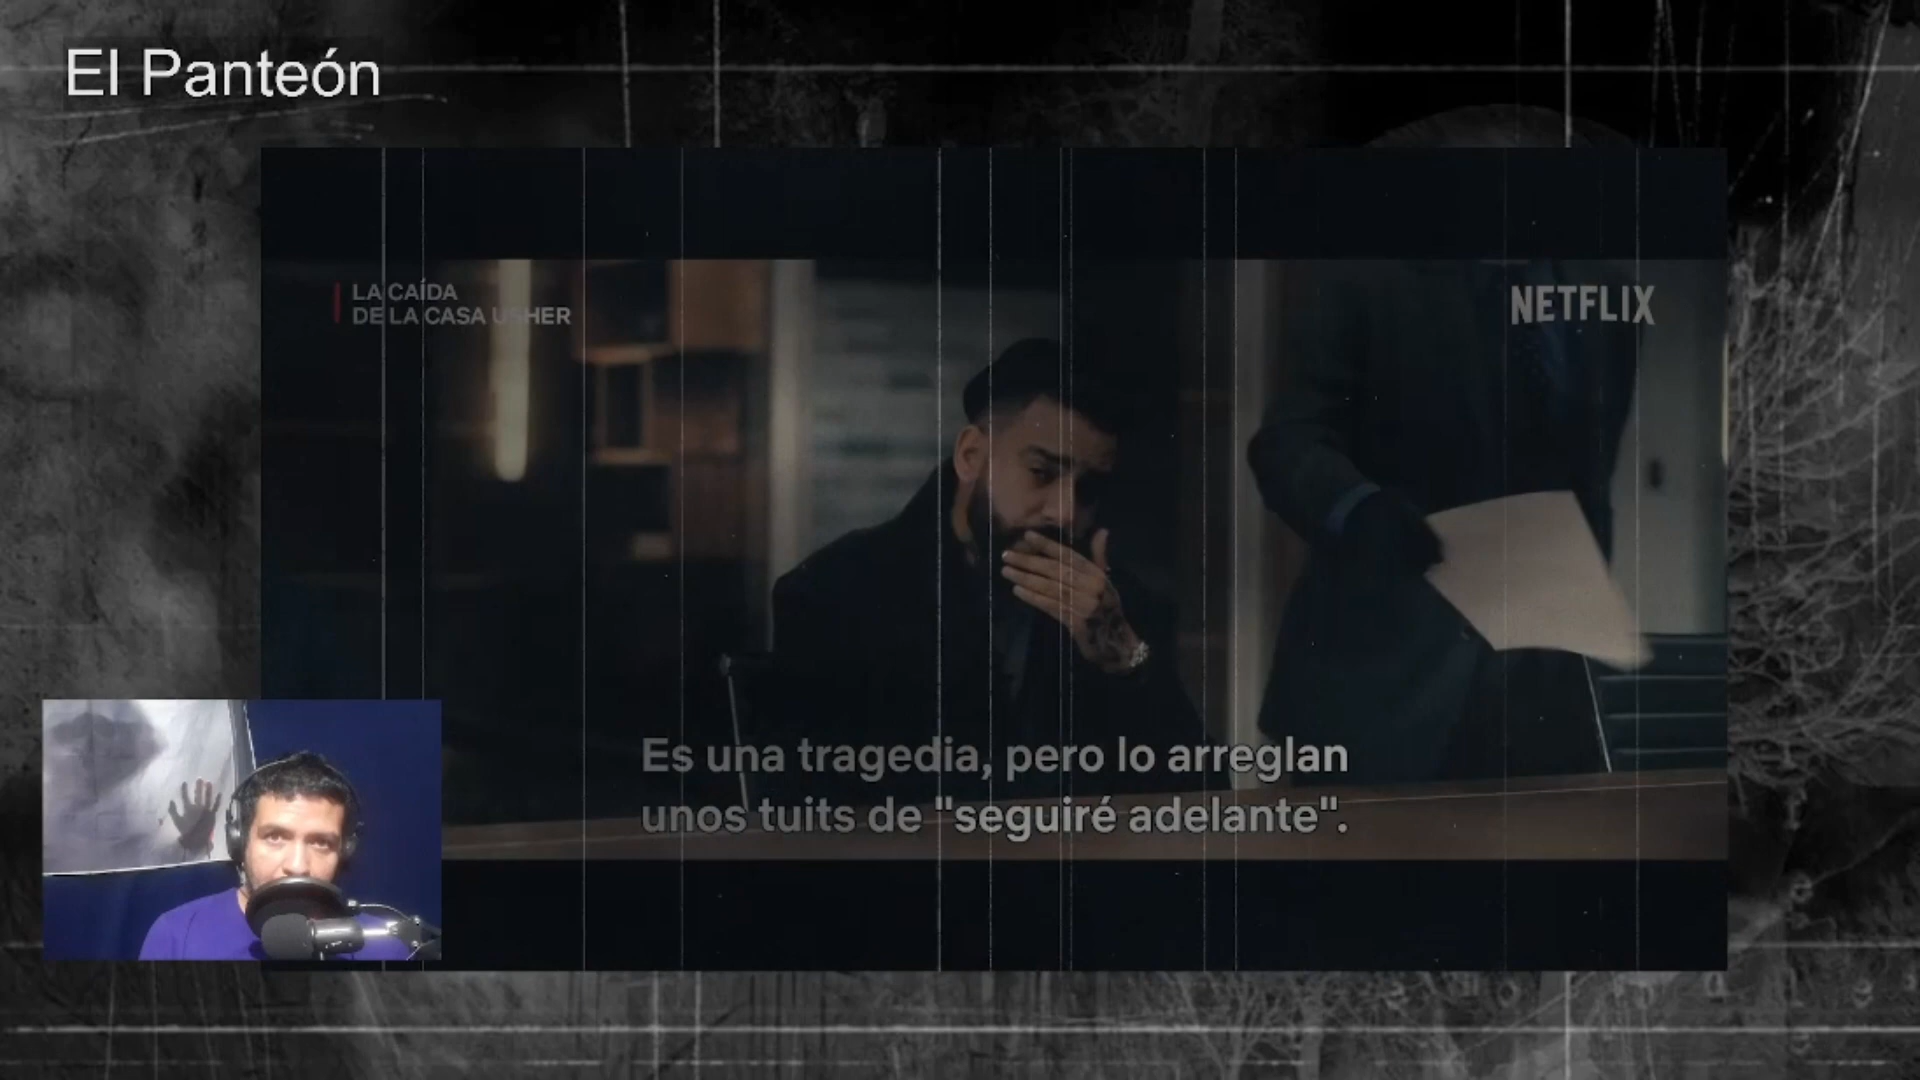 El Panteón
LA CAÍDA
DE LA CASA USHER
NETFLIX
Es una tragedia, pero lo arreglan
unos tuits de "seguiré adelante".